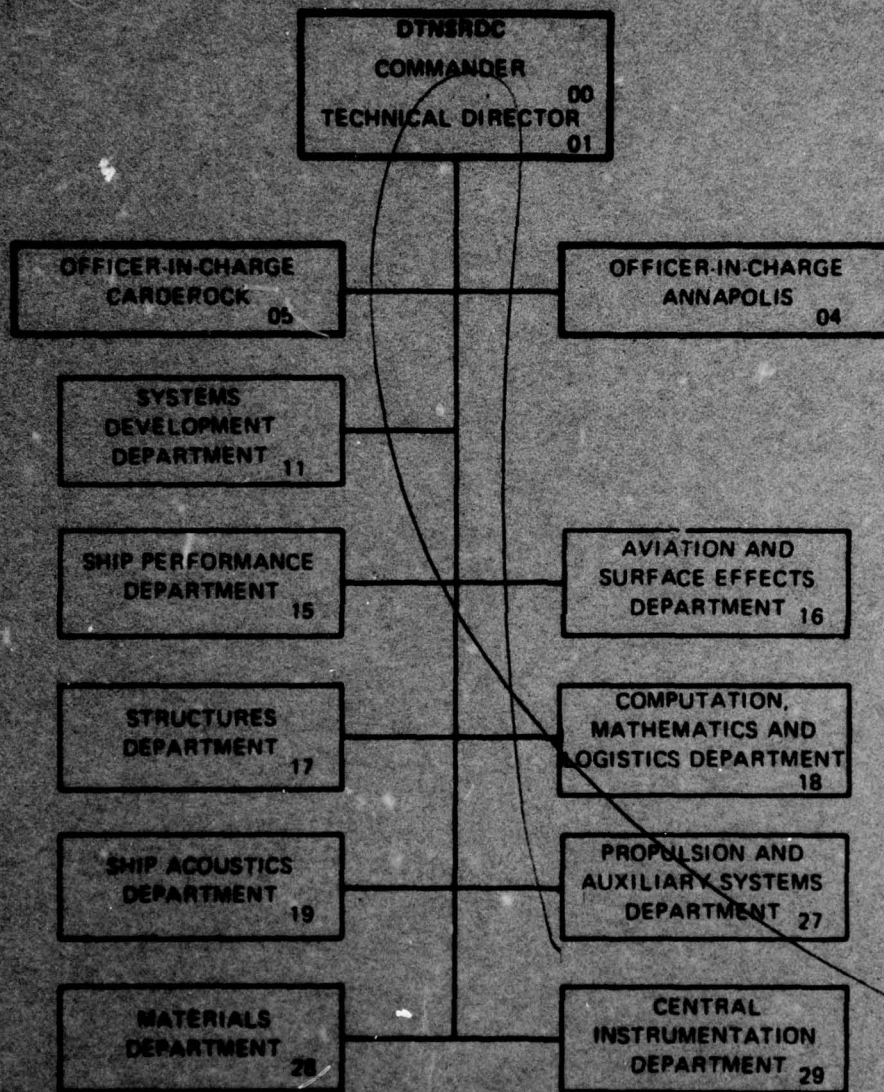 DTNSRDC
COMMANDER
00
TECHNICAL DIRECTOR
01
OFFICER-IN-CHARGE
CARDEROCK
05
OFFICER-IN-CHARGE
ANNAPOLIS
04
SYSTEMS
DEVELOPMENT
DEPARTMENT
11
SHIP PERFORMANCE
DEPARTMENT
15
AVIATION AND
SURFACE EFFECTS
DEPARTMENT
16
STRUCTURES
DEPARTMENT
17
COMPUTATION,
MATHEMATICS AND
LOGISTICS DEPARTMENT
18
SHIP ACOUSTICS
DEPARTMENT
19
PROPULSION AND
AUXILIARY SYSTEMS
DEPARTMENT
27
MATERIALS
DEPARTMENT
28
CENTRAL
INSTRUMENTATION
DEPARTMENT
29